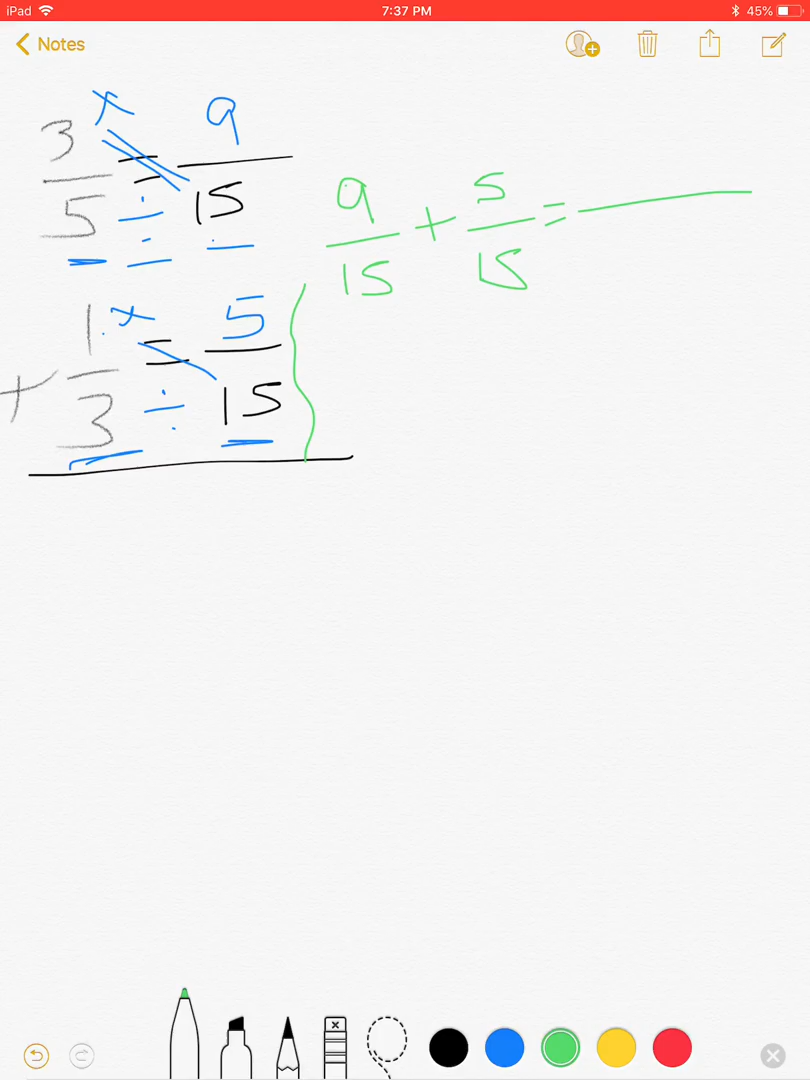 iPad 7:37 PM 45%
Notes
3/5 × = 9/15
÷
+ 1/3 × = 5/15
÷
9/15 + 5/15 =